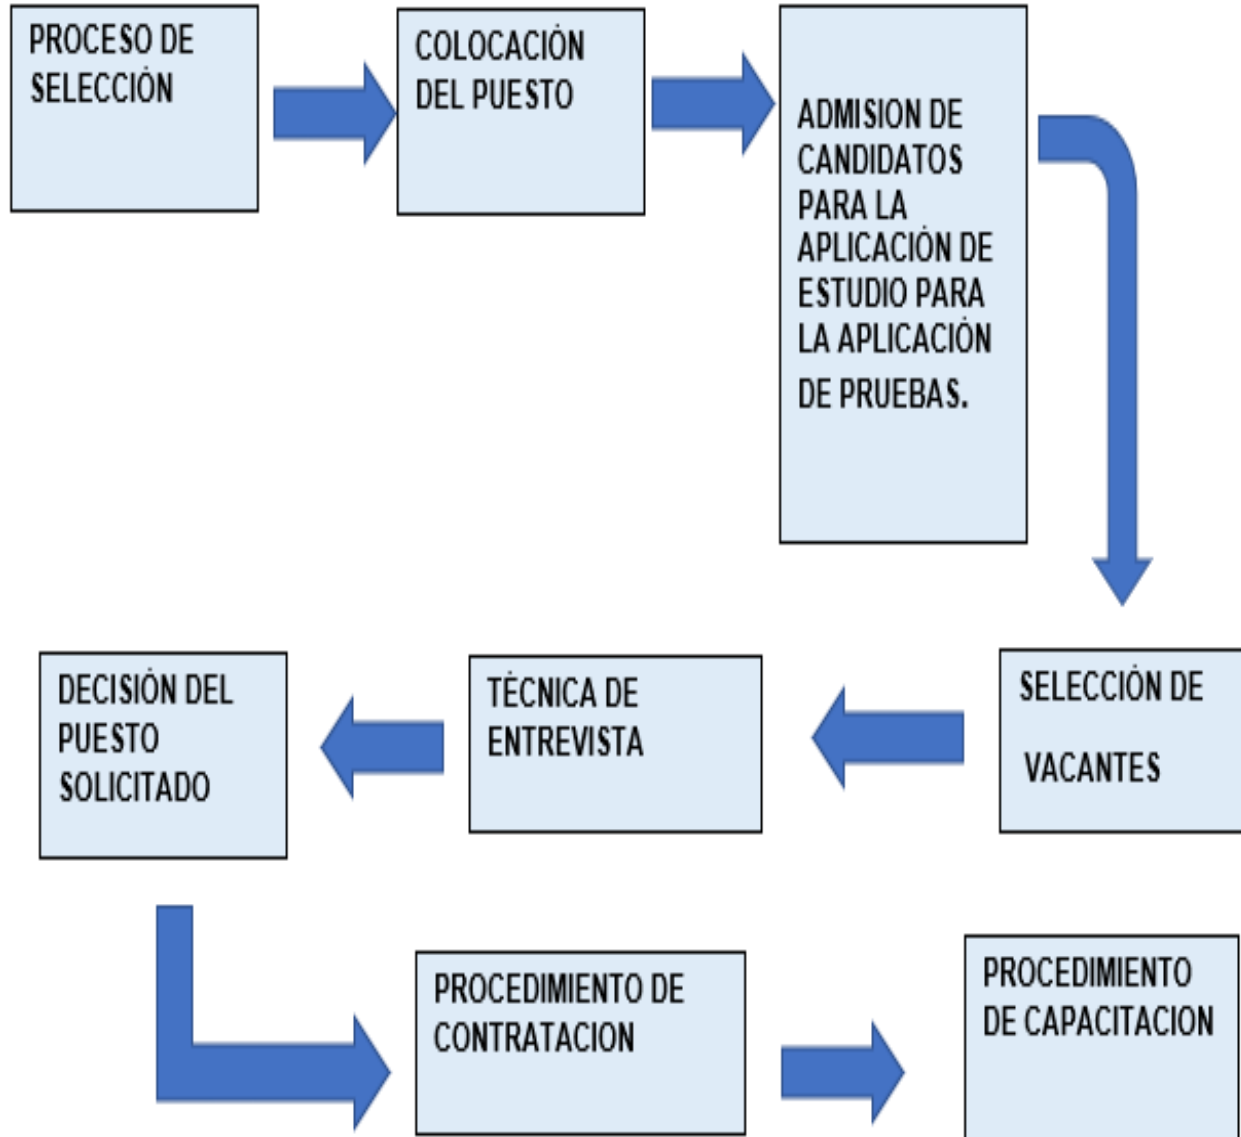 PROCESO DE
SELECCIÓN
COLOCACIÓN
DEL PUESTO
ADMISION DE
CANDIDATOS
PARA LA
APLICACIÓN DE
ESTUDIO PARA
LA APLICACIÓN
DE PRUEBAS.
SELECCIÓN DE
VACANTES
TÉCNICA DE
ENTREVISTA
DECISIÓN DEL
PUESTO
SOLICITADO
PROCEDIMIENTO DE
CONTRATACION
PROCEDIMIENTO
DE CAPACITACION